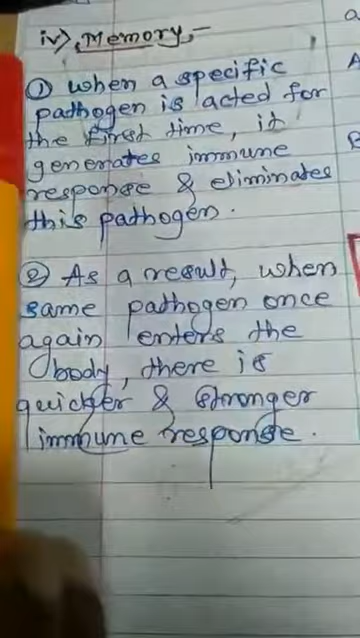 iv), Memory,-
① when a specific
pathogen is acted for
the first time, it
generates immune
response & eliminates
this pathogen.
② As a result, when
same pathogen once
again enters the
body, there is
quicker & stronger
immune response.